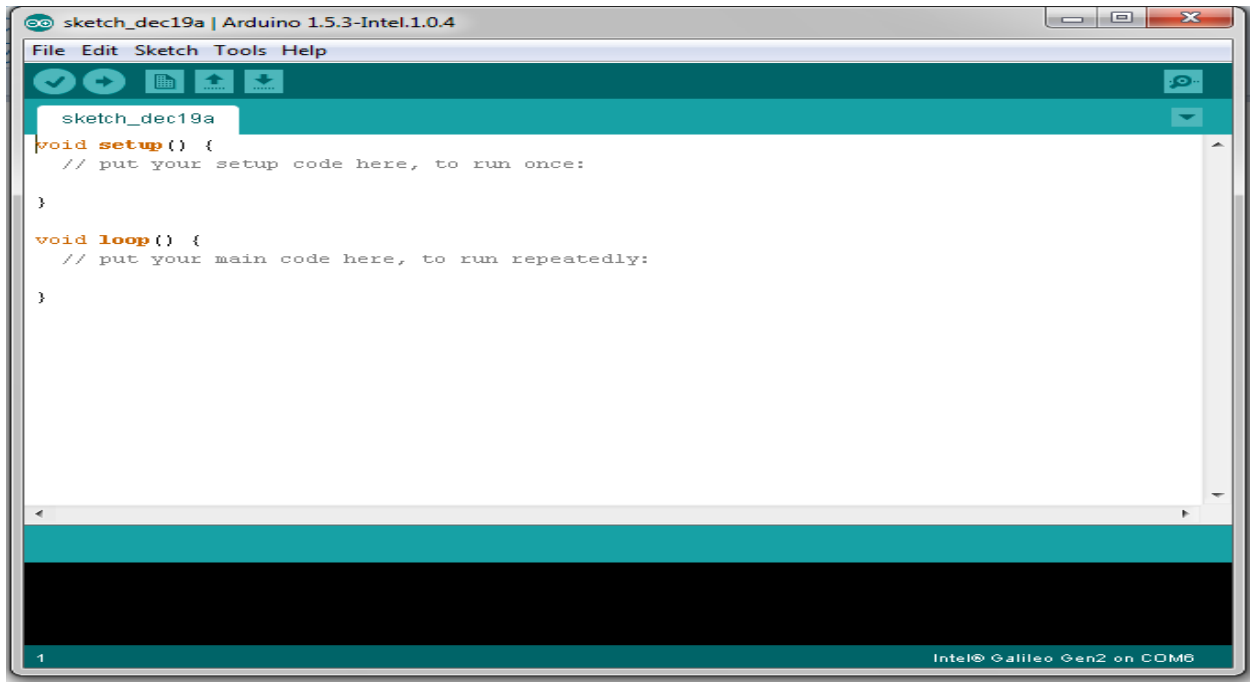 sketch_dec19a | Arduino 1.5.3-Intel.1.0.4
File Edit Sketch Tools Help
sketch_dec19a
void setup() {
  // put your setup code here, to run once:
}
void loop() {
  // put your main code here, to run repeatedly:
}
1 Intel® Galileo Gen2 on COM6